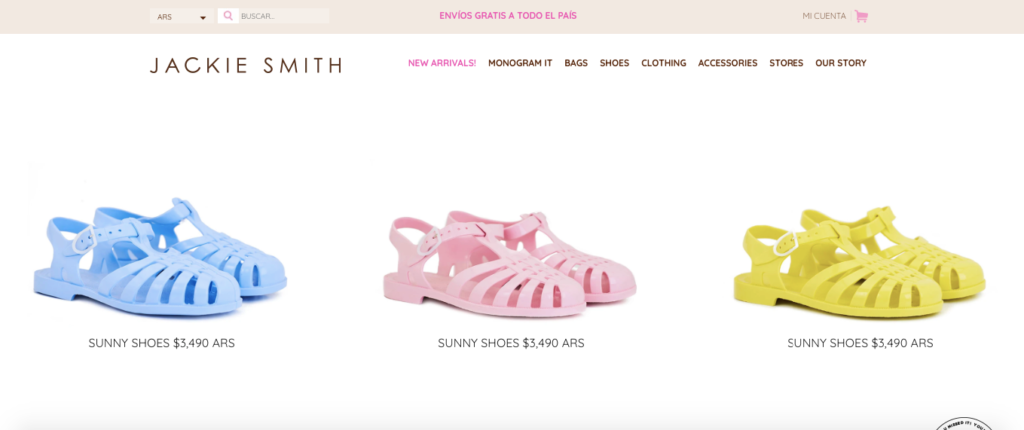 ARS
BUSCAR...
ENVÍOS GRATIS A TODO EL PAÍS
MI CUENTA
JACKIE SMITH
NEW ARRIVALS! MONOGRAM IT BAGS SHOES CLOTHING ACCESSORIES STORES OUR STORY
SUNNY SHOES $3,490 ARS
SUNNY SHOES $3,490 ARS
SUNNY SHOES $3,490 ARS